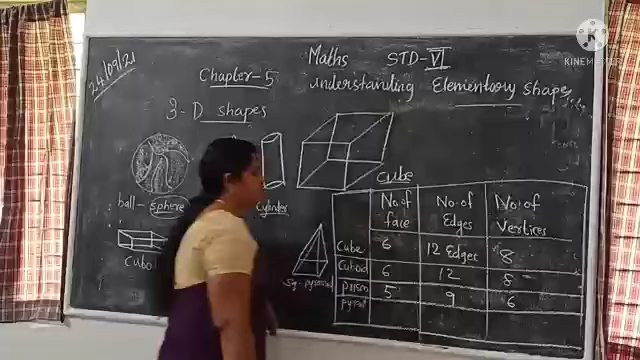 24/09/21
Maths STD-VI
Chapter-5 Understanding Elementary shapes
3-D shapes
ball - Sphere
Cylinder
Cube
Cubo
Sq-pyramid
No.of face No.of Edges No.of Vertices
Cube 6 12 Edges 8
Cuboid 6 12 8
prism 5 9 6
KINEMASTER